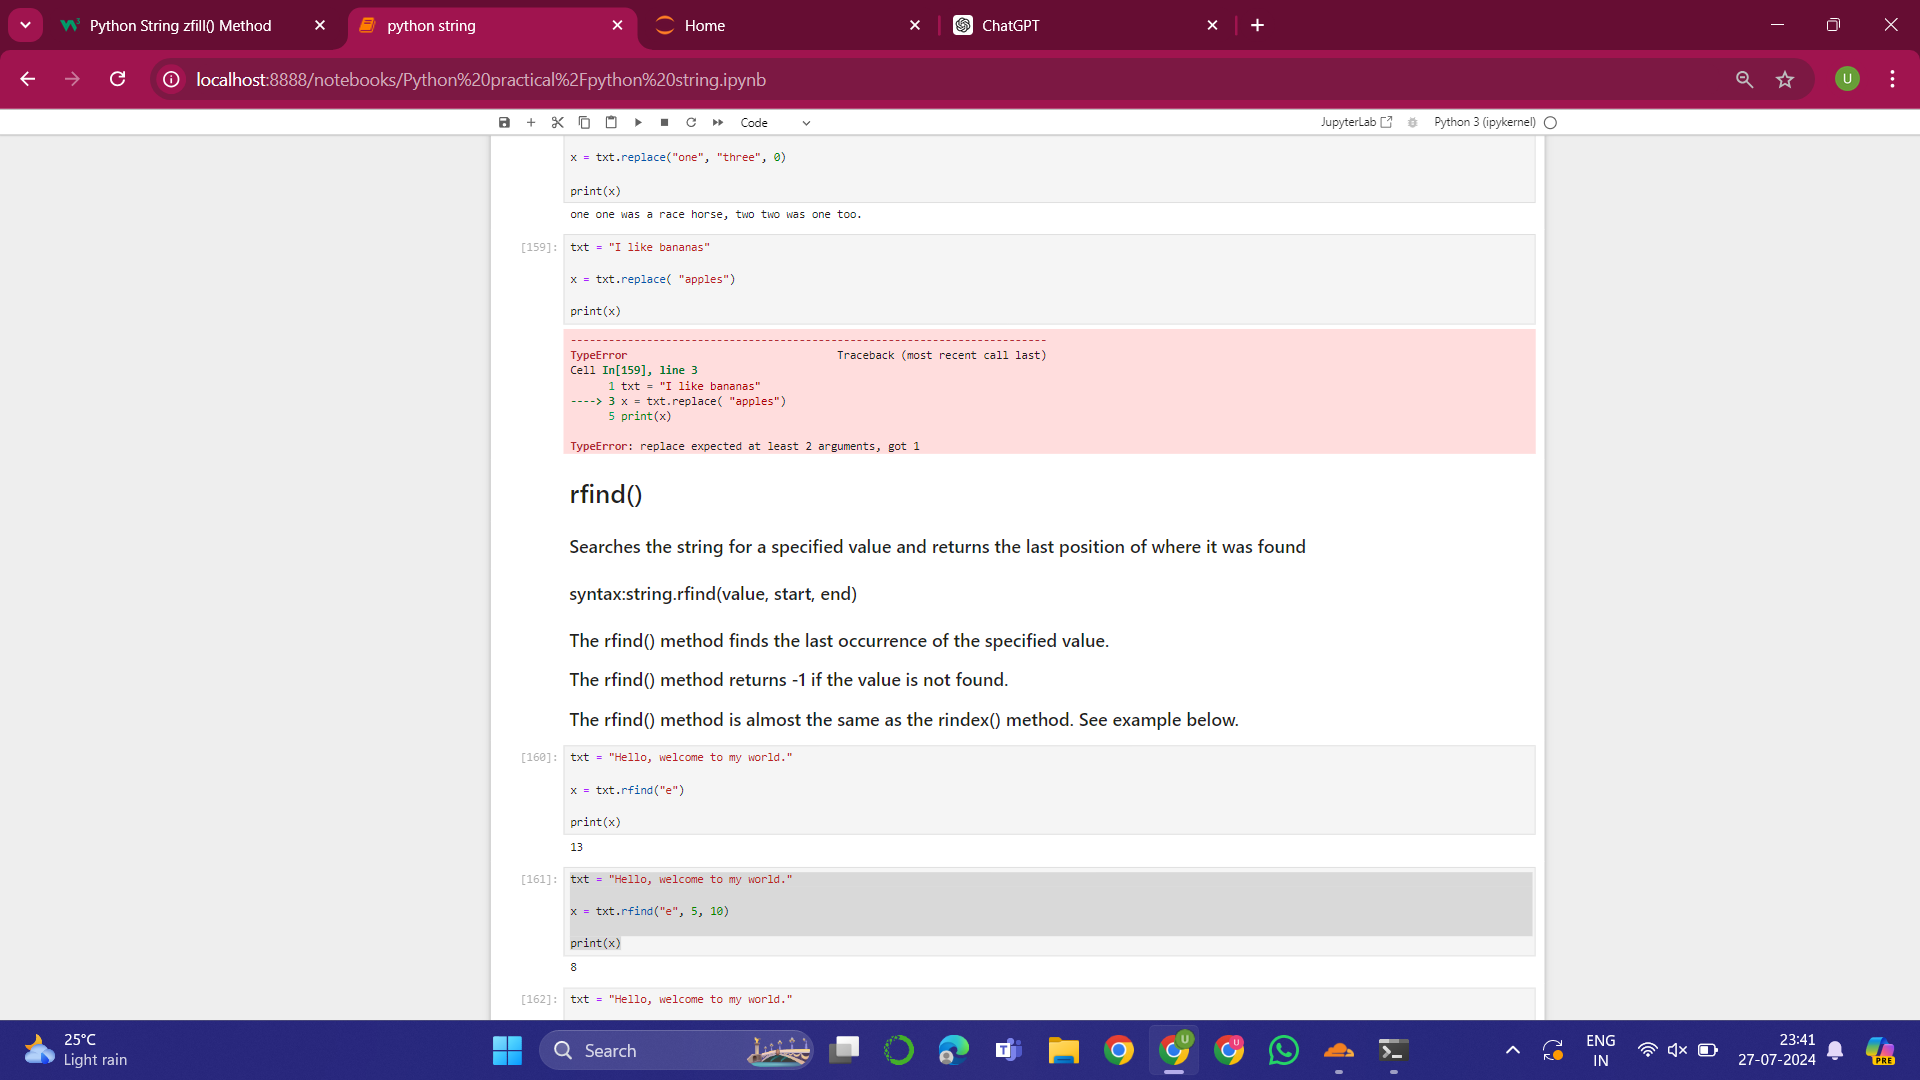 Python String zfill() Method
python string
Home
ChatGPT
localhost:8888/notebooks/Python%20practical%2Fpython%20string.ipynb
U
Code
JupyterLab
Python 3 (ipykernel)
x = txt.replace("one", "three", 0)
print(x)
one one was a race horse, two two was one too.
[159]:
txt = "I like bananas"
x = txt.replace( "apples")
print(x)
---------------------------------------------------------------------------
TypeError                                 Traceback (most recent call last)
Cell In[159], line 3
1 txt = "I like bananas"
----> 3 x = txt.replace( "apples")
5 print(x)
TypeError: replace expected at least 2 arguments, got 1
rfind()
Searches the string for a specified value and returns the last position of where it was found
syntax:string.rfind(value, start, end)
The rfind() method finds the last occurrence of the specified value.
The rfind() method returns -1 if the value is not found.
The rfind() method is almost the same as the rindex() method. See example below.
[160]:
txt = "Hello, welcome to my world."
x = txt.rfind("e")
print(x)
13
[161]:
txt = "Hello, welcome to my world."
x = txt.rfind("e", 5, 10)
print(x)
8
[162]:
txt = "Hello, welcome to my world."
25°C
Light rain
Search
U
U
ENG
IN
23:41
27-07-2024
PRE